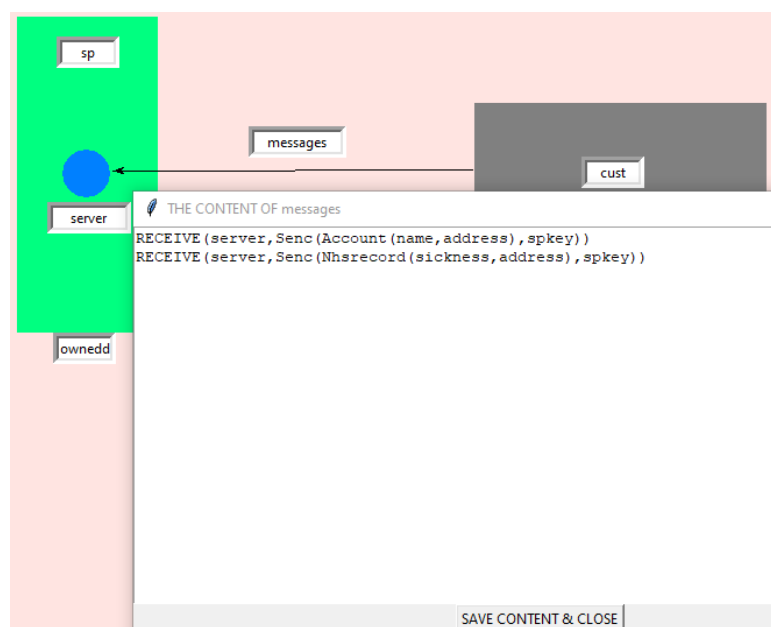 sp
messages
cust
server
THE CONTENT OF messages
RECEIVE(server,Senc(Account(name,address),spkey))
RECEIVE(server,Senc(Nhsrecord(sickness,address),spkey))
ownedd
SAVE CONTENT & CLOSE